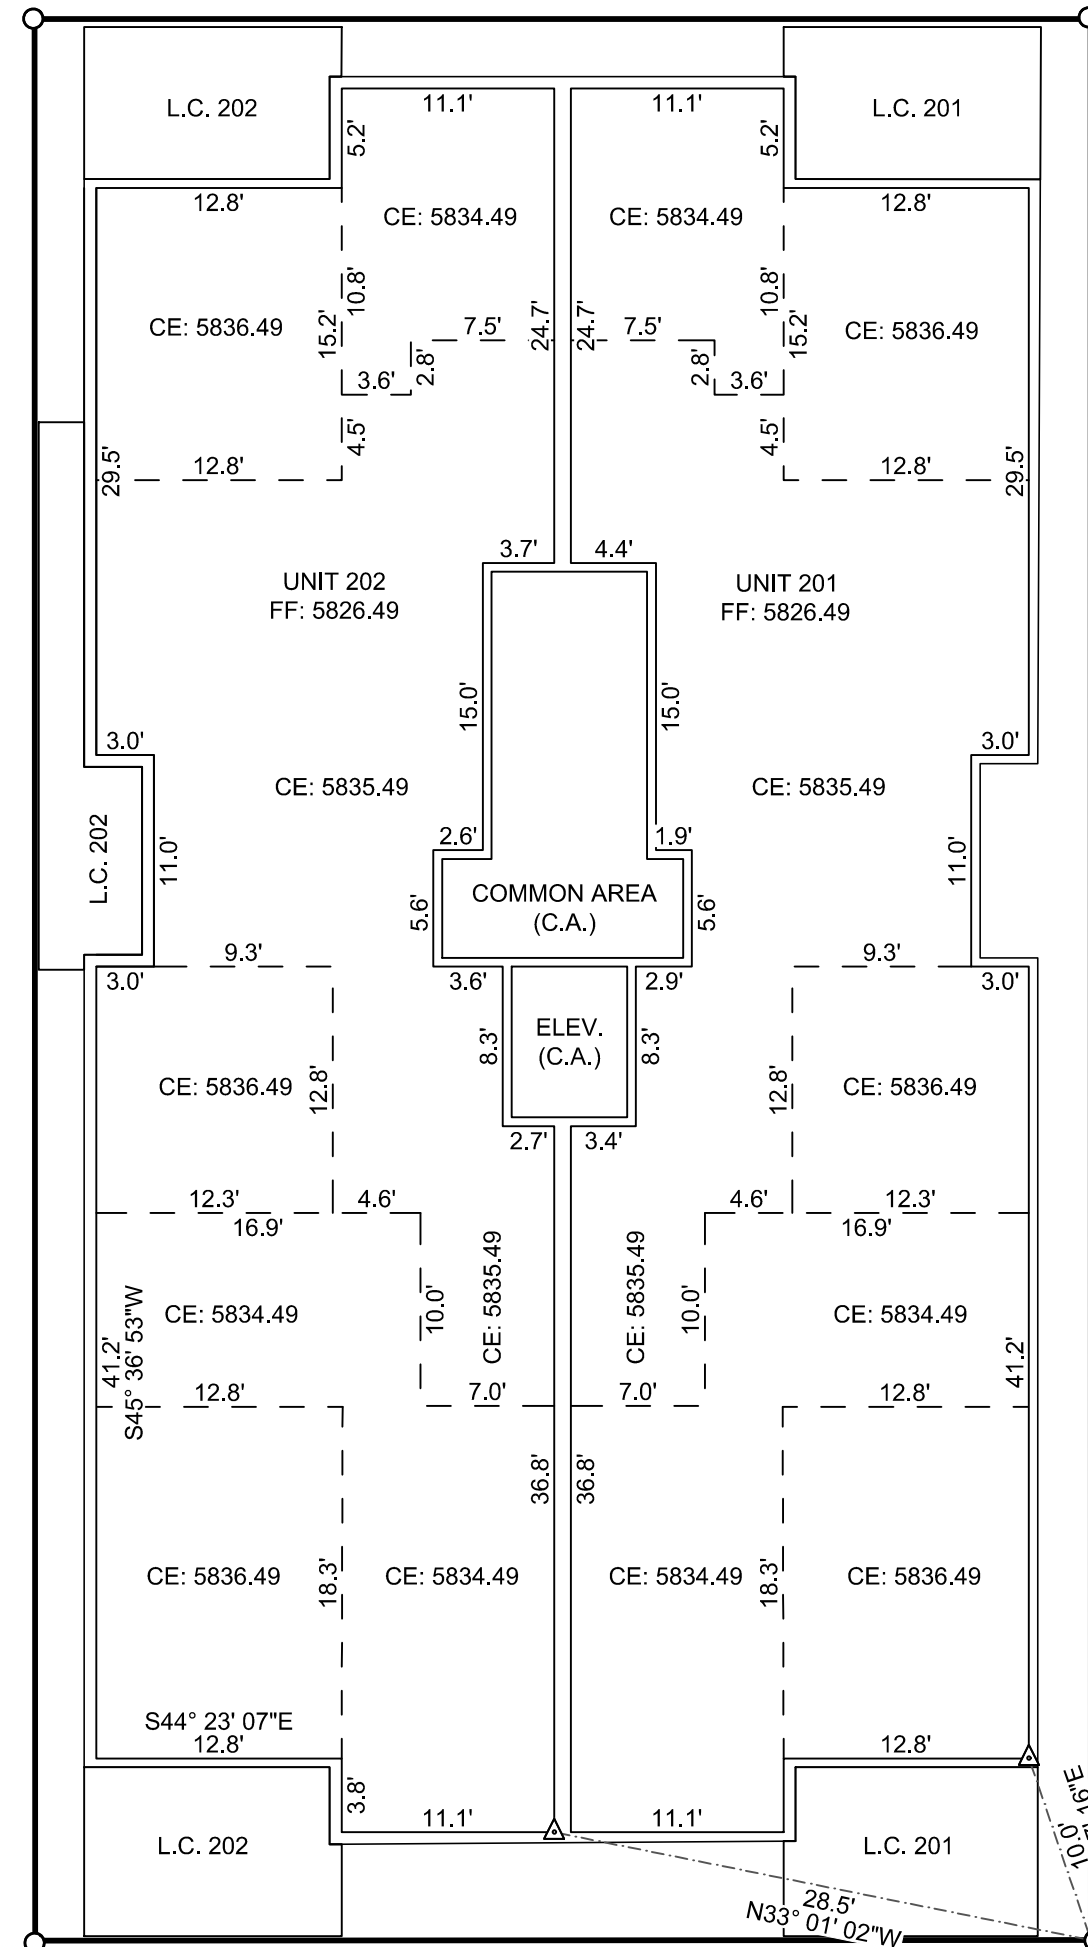 L.C. 202
L.C. 201
11.1'
11.1'
5.2'
5.2'
12.8'
12.8'
CE: 5834.49
CE: 5834.49
10.8'
10.8'
15.2'
15.2'
CE: 5836.49
CE: 5836.49
7.5'
24.7'
24.7'
7.5'
2.8'
2.8'
3.6'
3.6'
4.5'
4.5'
12.8'
12.8'
29.5'
29.5'
3.7'
4.4'
UNIT 202
FF: 5826.49
UNIT 201
FF: 5826.49
15.0'
15.0'
3.0'
3.0'
CE: 5835.49
CE: 5835.49
2.6'
1.9'
L.C. 202
11.0'
11.0'
5.6'
5.6'
COMMON AREA
(C.A.)
9.3'
9.3'
3.0'
3.0'
3.6'
2.9'
ELEV.
(C.A.)
8.3'
8.3'
CE: 5836.49
CE: 5836.49
12.8'
12.8'
2.7'
3.4'
12.3'
4.6'
4.6'
12.3'
16.9'
16.9'
CE: 5835.49
CE: 5835.49
10.0'
10.0'
CE: 5834.49
CE: 5834.49
41.2'
S45° 36' 53"W
41.2'
12.8'
7.0'
7.0'
12.8'
36.8'
36.8'
CE: 5836.49
18.3'
CE: 5834.49
CE: 5834.49
18.3'
CE: 5836.49
S44° 23' 07"E
12.8'
12.8'
3.8'
11.1'
11.1'
L.C. 202
L.C. 201
16"E
10.0'
28.5'
N33° 01' 02"W